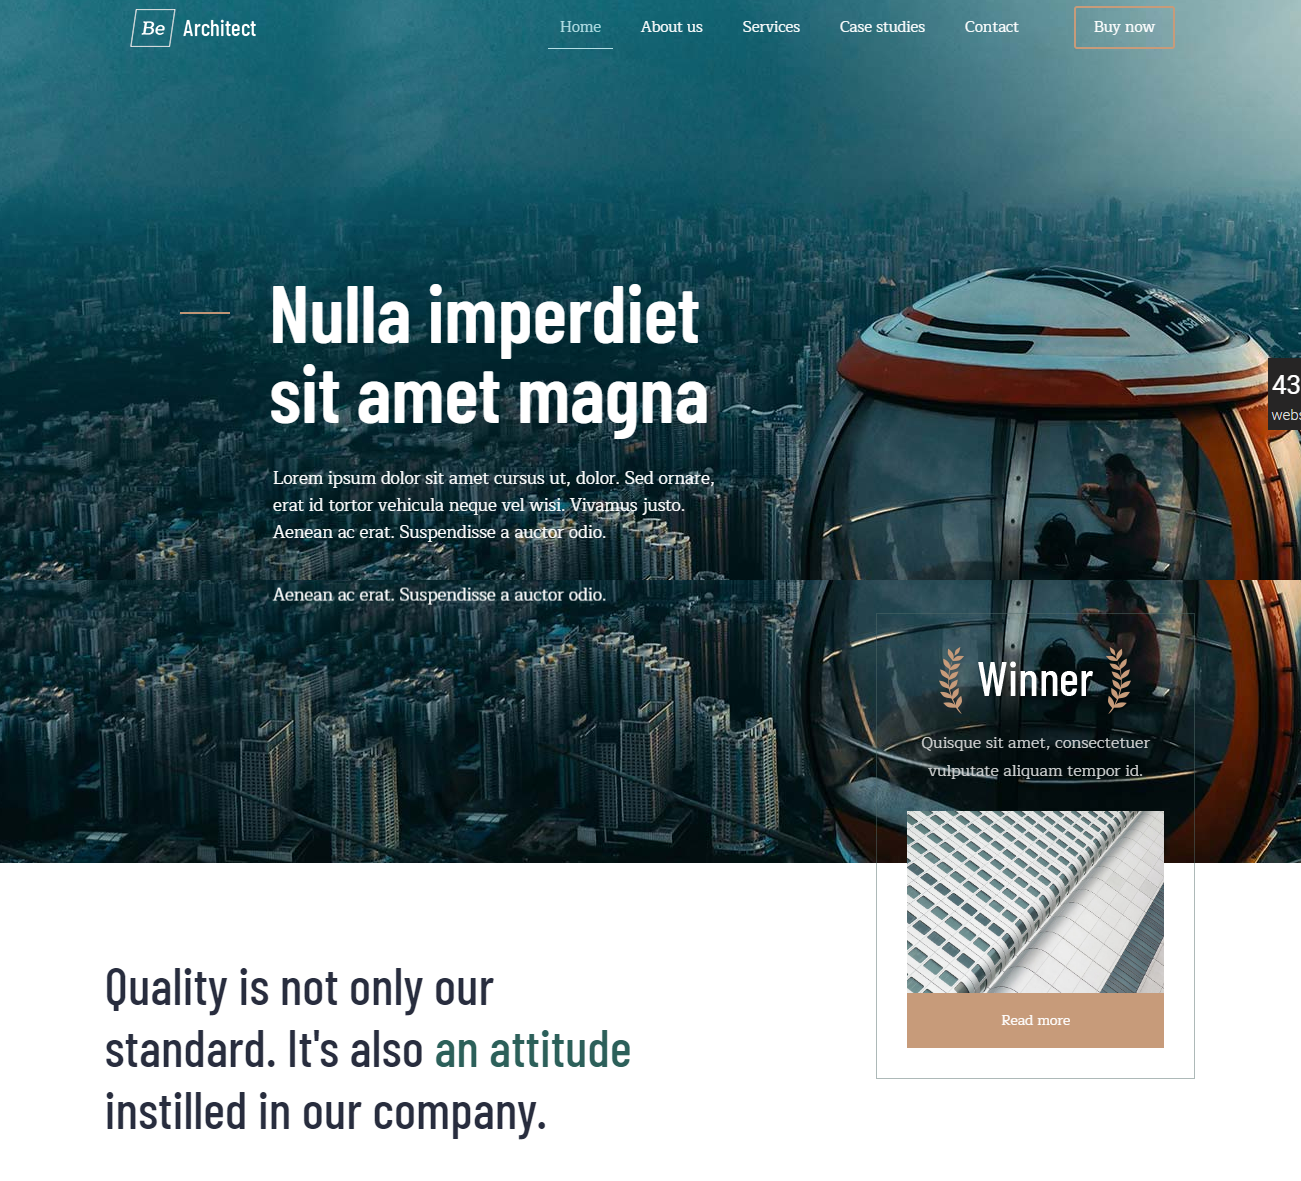 Be Architect
Home About us Services Case studies Contact Buy now
Nulla imperdiet
sit amet magna
Lorem ipsum dolor sit amet cursus ut, dolor. Sed ornare,
erat id tortor vehicula neque vel wisi. Vivamus justo.
Aenean ac erat. Suspendisse a auctor odio.
Aenean ac erat. Suspendisse a auctor odio.
43
webs
Winner
Quisque sit amet, consectetuer
vulputate aliquam tempor id.
Read more
Quality is not only our
standard. It's also an attitude
instilled in our company.